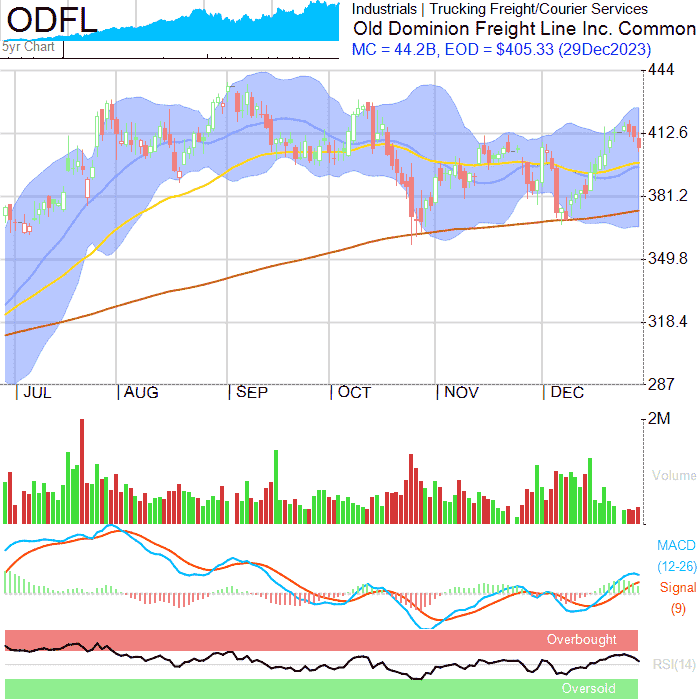 ODFL
5yr Chart
Industrials | Trucking Freight/Courier Services
Old Dominion Freight Line Inc. Common
MC = 44.2B, EOD = $405.33 (29Dec2023)
444
412.6
381.2
349.8
318.4
287
JUL AUG SEP OCT NOV DEC
2M
Volume
MACD
(12-26)
Signal
(9)
Overbought
RSI(14)
Oversold